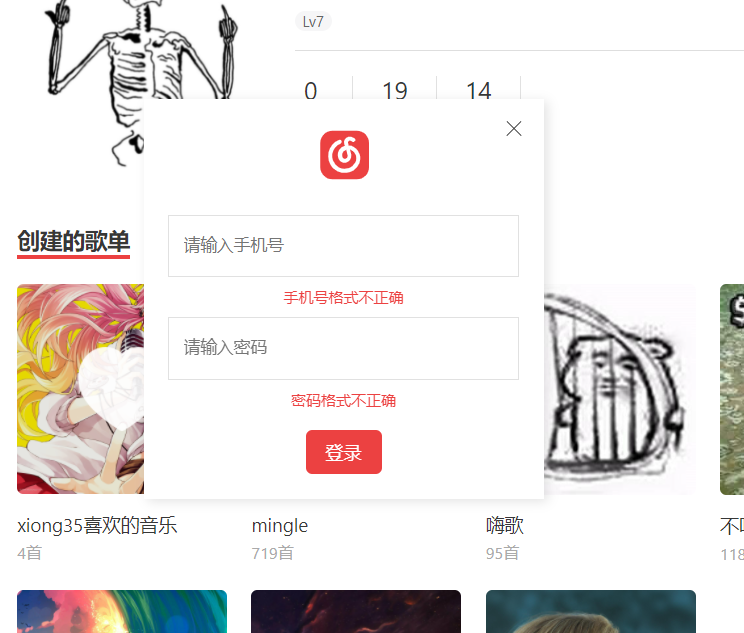 Lv7
0 19 14
请输入手机号
手机号格式不正确
请输入密码
密码格式不正确
登录
创建的歌单
xiong35喜欢的音乐
4首
mingle
719首
嗨歌
95首
118